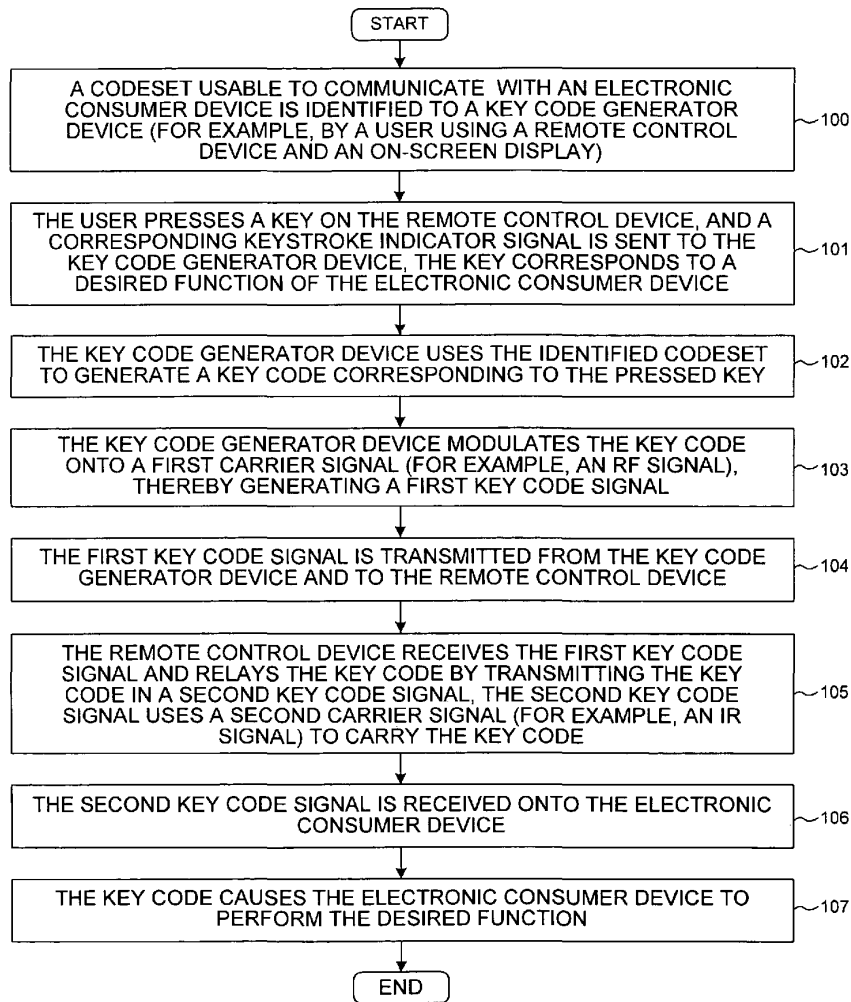 START
A CODESET USABLE TO COMMUNICATE WITH AN ELECTRONIC
CONSUMER DEVICE IS IDENTIFIED TO A KEY CODE GENERATOR
DEVICE (FOR EXAMPLE, BY A USER USING A REMOTE CONTROL
DEVICE AND AN ON-SCREEN DISPLAY)
100
THE USER PRESSES A KEY ON THE REMOTE CONTROL DEVICE, AND A
CORRESPONDING KEYSTROKE INDICATOR SIGNAL IS SENT TO THE
KEY CODE GENERATOR DEVICE, THE KEY CORRESPONDS TO A
DESIRED FUNCTION OF THE ELECTRONIC CONSUMER DEVICE
101
THE KEY CODE GENERATOR DEVICE USES THE IDENTIFIED CODESET
TO GENERATE A KEY CODE CORRESPONDING TO THE PRESSED KEY
102
THE KEY CODE GENERATOR DEVICE MODULATES THE KEY CODE
ONTO A FIRST CARRIER SIGNAL (FOR EXAMPLE, AN RF SIGNAL),
THEREBY GENERATING A FIRST KEY CODE SIGNAL
103
THE FIRST KEY CODE SIGNAL IS TRANSMITTED FROM THE KEY CODE
GENERATOR DEVICE AND TO THE REMOTE CONTROL DEVICE
104
THE REMOTE CONTROL DEVICE RECEIVES THE FIRST KEY CODE
SIGNAL AND RELAYS THE KEY CODE BY TRANSMITTING THE KEY
CODE IN A SECOND KEY CODE SIGNAL, THE SECOND KEY CODE
SIGNAL USES A SECOND CARRIER SIGNAL (FOR EXAMPLE, AN IR
SIGNAL) TO CARRY THE KEY CODE
105
THE SECOND KEY CODE SIGNAL IS RECEIVED ONTO THE ELECTRONIC
CONSUMER DEVICE
106
THE KEY CODE CAUSES THE ELECTRONIC CONSUMER DEVICE TO
PERFORM THE DESIRED FUNCTION
107
END